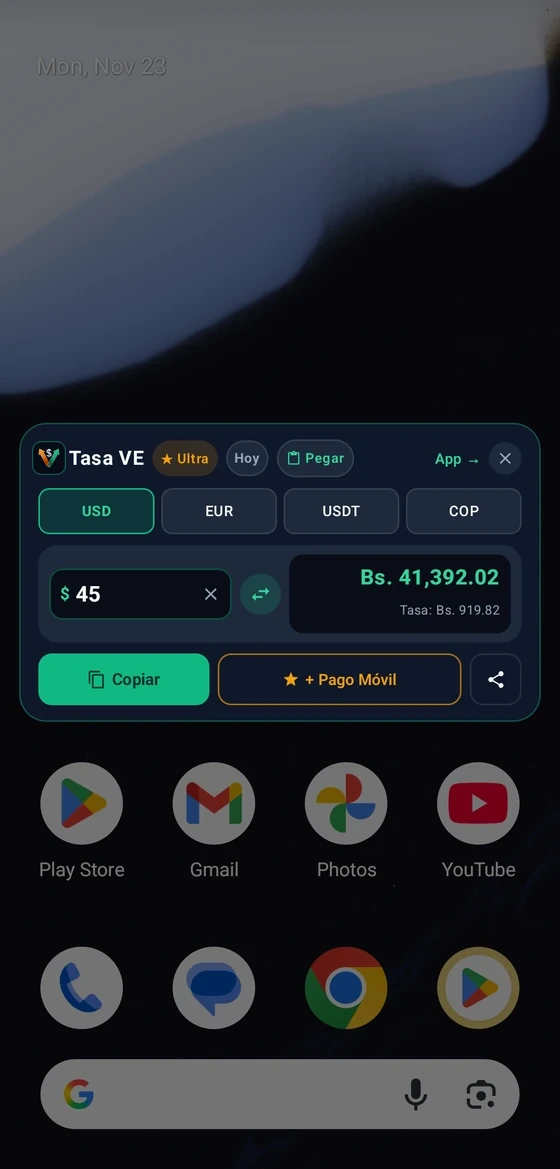 Mon, Nov 23
$ Tasa VE ★ Ultra Hoy Pegar App → ×
USD EUR USDT COP
$ 45 × Bs. 41,392.02
Tasa: Bs. 919.82
Copiar ★ + Pago Móvil
Play Store Gmail Photos YouTube
G